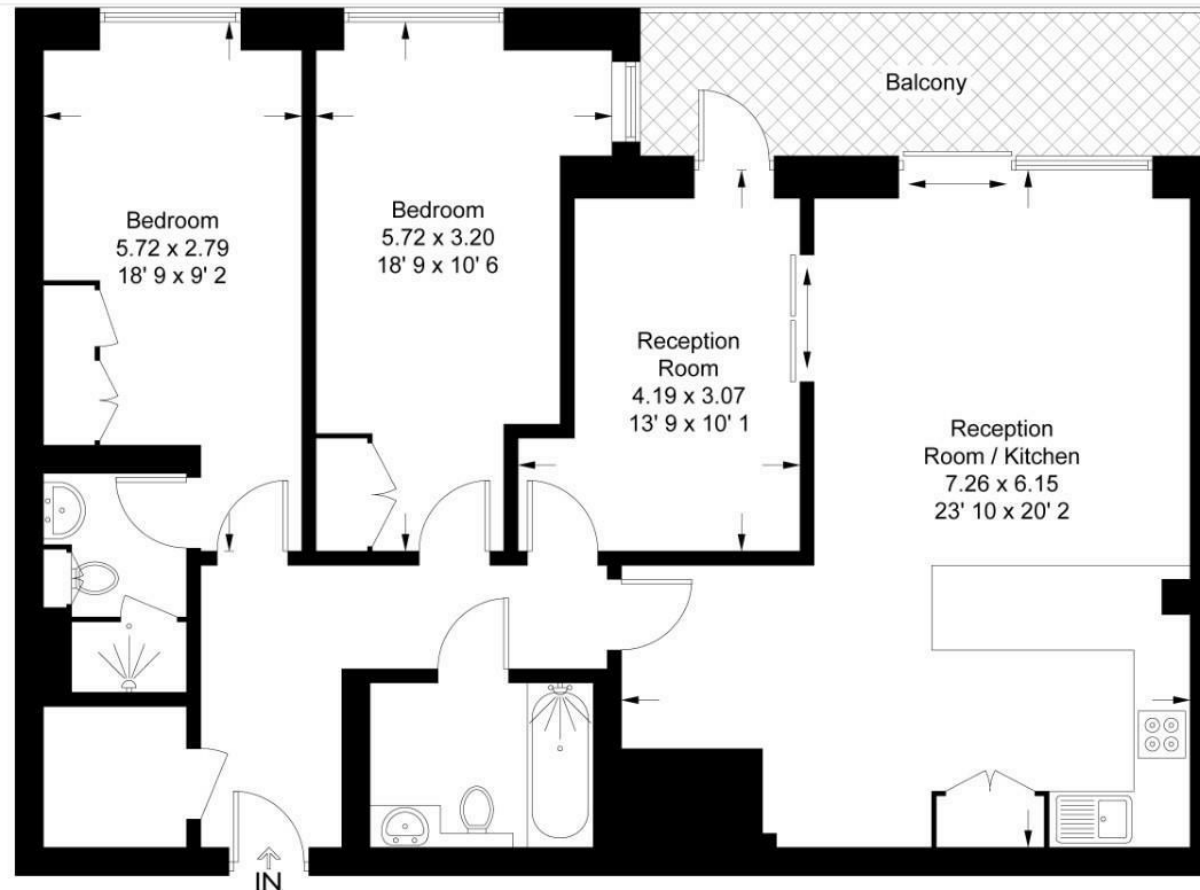 Balcony
Bedroom
5.72 x 2.79
18' 9 x 9' 2
Bedroom
5.72 x 3.20
18' 9 x 10' 6
Reception
Room
4.19 x 3.07
13' 9 x 10' 1
Reception
Room / Kitchen
7.26 x 6.15
23' 10 x 20' 2
IN